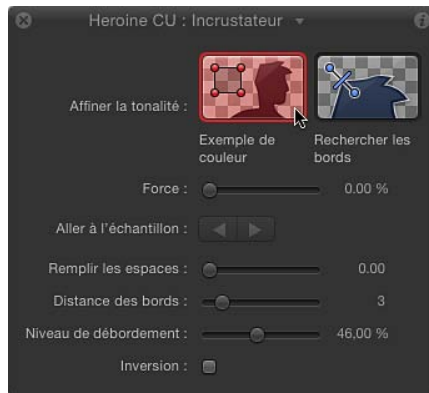 Heroine CU : Incrustateur
Affiner la tonalité :
Exemple de couleur
Rechercher les bords
Force : 0.00 %
Aller à l'échantillon :
Remplir les espaces : 0.00
Distance des bords : 3
Niveau de débordement : 46,00 %
Inversion :